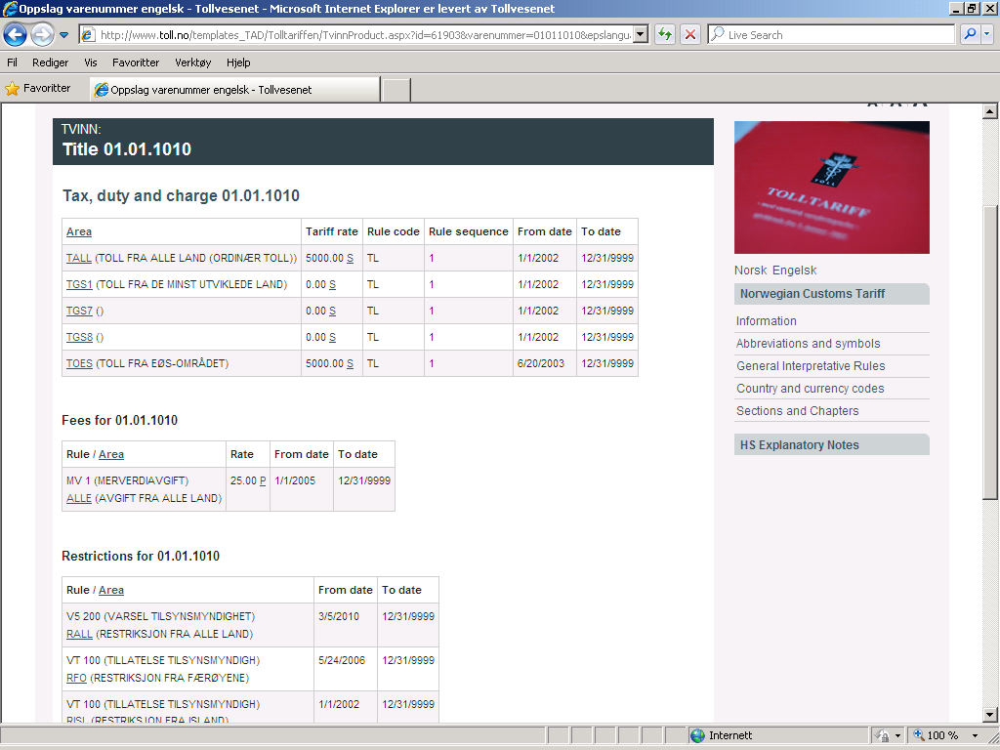 Oppslag varenummer engelsk - Tollvesenet - Microsoft Internet Explorer er levert av Tollvesenet
http://www.toll.no/templates_TAD/Tolltariffen/TvinnProduct.aspx?id=61903&varenummer=01011010&epslangu
Live Search
Fil Rediger Vis Favoritter Verktøy Hjelp
Favoritter
Oppslag varenummer engelsk - Tollvesenet
TVINN:
Title 01.01.1010
Tax, duty and charge 01.01.1010
Area Tariff rate Rule code Rule sequence From date To date
TALL (TOLL FRA ALLE LAND (ORDINÆR TOLL)) 5000.00 S TL 1 1/1/2002 12/31/9999
TGS1 (TOLL FRA DE MINST UTVIKLEDE LAND) 0.00 S TL 1 1/1/2002 12/31/9999
TGS7 () 0.00 S TL 1 1/1/2002 12/31/9999
TGS8 () 0.00 S TL 1 1/1/2002 12/31/9999
TOES (TOLL FRA EØS-OMRÅDET) 5000.00 S TL 1 6/20/2003 12/31/9999
Fees for 01.01.1010
Rule / Area Rate From date To date
MV 1 (MERVERDIAVGIFT) 25.00 P 1/1/2005 12/31/9999
ALLE (AVGIFT FRA ALLE LAND)
Restrictions for 01.01.1010
Rule / Area From date To date
V5 200 (VARSEL TILSYNSMYNDIGHET) 3/5/2010 12/31/9999
RALL (RESTRIKSJON FRA ALLE LAND)
VT 100 (TILLATELSE TILSYNSMYNDIGH) 5/24/2006 12/31/9999
RFO (RESTRIKSJON FRA FÆRØYENE)
VT 100 (TILLATELSE TILSYNSMYNDIGH) 1/1/2002 12/31/9999
RISL (RESTRIKSJON FRA ISLAND)
A A A
TOLL
TOLLTARIFF
Norsk Engelsk
Norwegian Customs Tariff
Information
Abbreviations and symbols
General Interpretative Rules
Country and currency codes
Sections and Chapters
HS Explanatory Notes
Internett
100 %